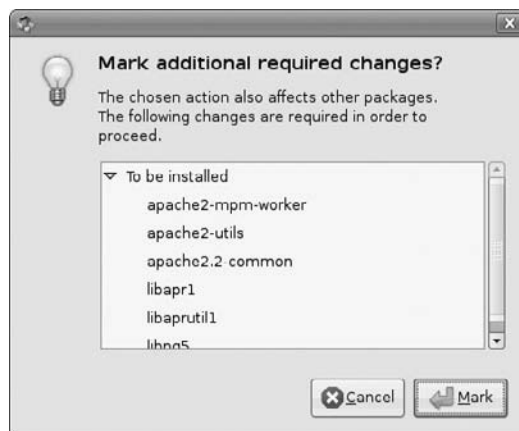 Mark additional required changes?
The chosen action also affects other packages.
The following changes are required in order to
proceed.
To be installed
apache2-mpm-worker
apache2-utils
apache2.2-common
libapr1
libaprutil1
Cancel
Mark